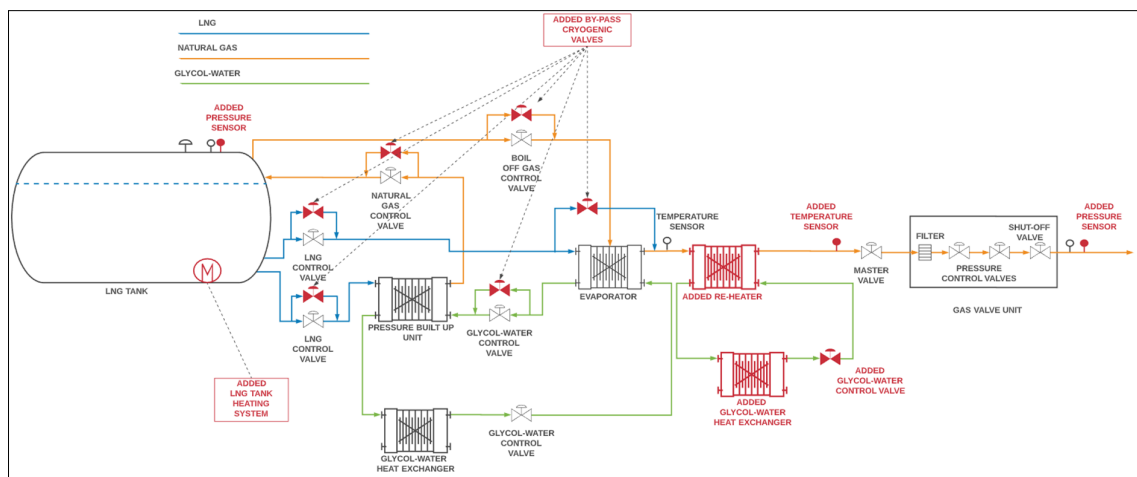 LNG
NATURAL GAS
GLYCOL-WATER
ADDED BY-PASS
CRYOGENIC
VALVES
ADDED
PRESSURE
SENSOR
BOIL
OFF GAS
CONTROL
VALVE
NATURAL
GAS
CONTROL
VALVE
LNG
CONTROL
VALVE
TEMPERATURE
SENSOR
ADDED
TEMPERATURE
SENSOR
ADDED
PRESSURE
SENSOR
SHUT-OFF
VALVE
FILTER
MASTER
VALVE
PRESSURE
CONTROL VALVES
GAS VALVE UNIT
LNG TANK
M
EVAPORATOR
ADDED RE-HEATER
PRESSURE BUILT UP
UNIT
GLYCOL-WATER
CONTROL
VALVE
LNG
CONTROL
VALVE
ADDED
GLYCOL-WATER
CONTROL VALVE
ADDED
LNG TANK
HEATING
SYSTEM
ADDED
GLYCOL-WATER
HEAT EXCHANGER
GLYCOL-WATER
CONTROL
VALVE
GLYCOL-WATER
HEAT EXCHANGER